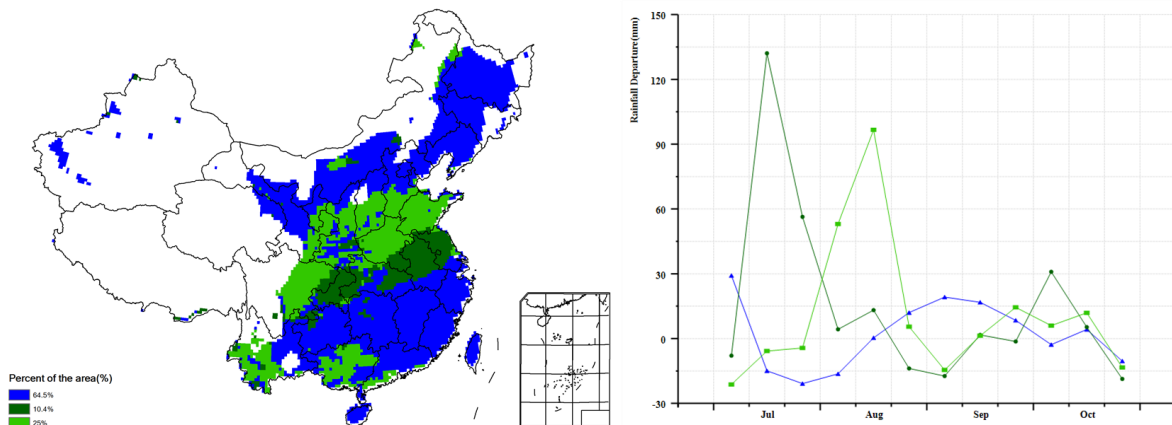 Percent of the area(%)
64.5%
10.4%
25%
Rainfall Departure(mm)
150
120
90
60
30
0
-30
Jul
Aug
Sep
Oct